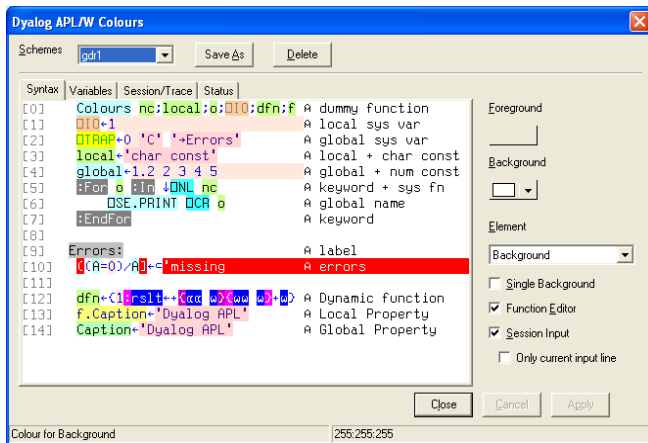 Dyalog APL/W Colours
Schemes gdr1 Save As Delete
Syntax Variables Session/Trace Status
[0] Colours nc;local;o;⎕IO;dfn;f ⍝ dummy function
[1] ⎕IO←1 ⍝ local sys var
[2] ⎕TRAP←0 'C' '→Errors' ⍝ global sys var
[3] local←'char const' ⍝ local + char const
[4] global←1.2 2 3 4 5 ⍝ global + num const
[5] :For o :In ↓⎕NL nc ⍝ keyword + sys fn
[6] ⎕SE.PRINT ⎕CR o ⍝ global name
[7] :EndFor ⍝ keyword
[8]
[9] Errors: ⍝ label
[10] ((A=0)/A]←⊂'missing ⍝ errors
[11]
[12] dfn←{1:rslt←+{⍺⍺ ⍵}{⍵⍵ ⍵}+⍵} ⍝ Dynamic function
[13] f.Caption←'Dyalog APL' ⍝ Local Property
[14] Caption←'Dyalog APL' ⍝ Global Property
Foreground
Background
Element
Background
Single Background
Function Editor
Session Input
Only current input line
Close Cancel Apply
Colour for Background 255:255:255